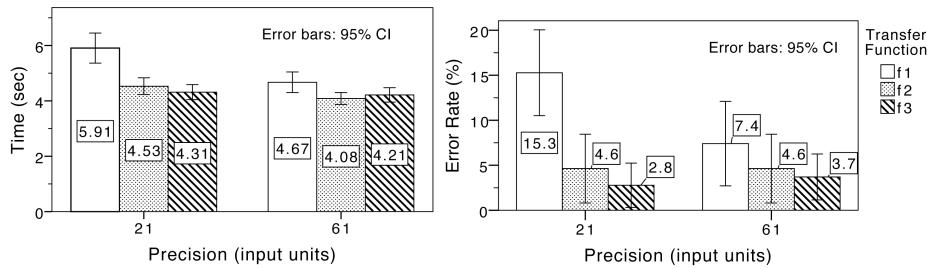 Time (sec)
6
4
2
0
Error bars: 95% CI
5.91
4.53
4.31
4.67
4.08
4.21
21
61
Precision (input units)
Error Rate (%)
20
15
10
5
0
Error bars: 95% CI
15.3
4.6
2.8
7.4
4.6
3.7
21
61
Precision (input units)
Transfer
Function
f1
f2
f3